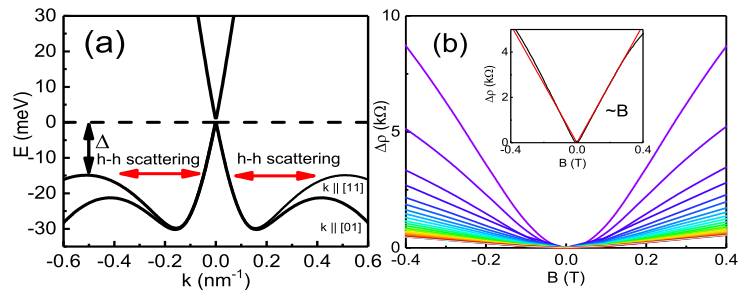 (a)
30
20
10
0
-10
-20
-30
E (meV)
Δ
h-h scattering
h-h scattering
k || [11]
k || [01]
-0.6 -0.4 -0.2 0.0 0.2 0.4 0.6
k (nm⁻¹)
(b)
10
5
0
Δρ (kΩ)
-0.4 -0.2 0.0 0.2 0.4
B (T)
4
2
0
Δρ (kΩ)
~B
-0.4 0.0 0.4
B (T)